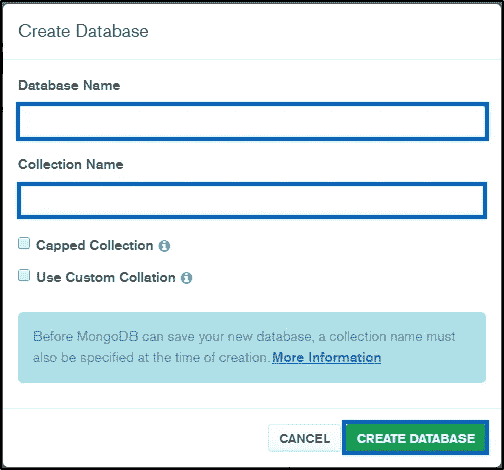 Create Database
Database Name
Collection Name
Capped Collection
Use Custom Collation
Before MongoDB can save your new database, a collection name must
also be specified at the time of creation. More Information
CANCEL CREATE DATABASE